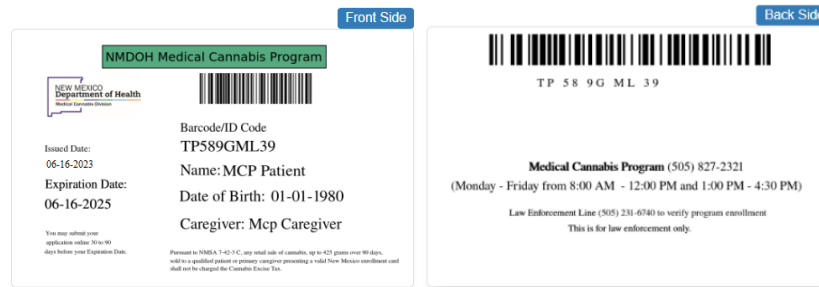 Front Side
NMDOH Medical Cannabis Program
NEW MEXICO
Department of Health
Medical Cannabis Division
Barcode/ID Code
TP589GML39
Name: MCP Patient
Date of Birth: 01-01-1980
Caregiver: Mcp Caregiver
Issued Date:
06-16-2023
Expiration Date:
06-16-2025
You may submit your
application online 30 to 90
days before your Expiration Date.
Pursuant to NMSA 7-42-3 C, any retail sale of cannabis, up to 425 grams over 90 days,
sold to a qualified patient or primary caregiver presenting a valid New Mexico enrollment card
shall not be charged the Cannabis Excise Tax.
Back Side
TP 58 9G ML 39
Medical Cannabis Program (505) 827-2321
(Monday - Friday from 8:00 AM - 12:00 PM and 1:00 PM - 4:30 PM)
Law Enforcement Line (505) 231-6740 to verify program enrollment
This is for law enforcement only.